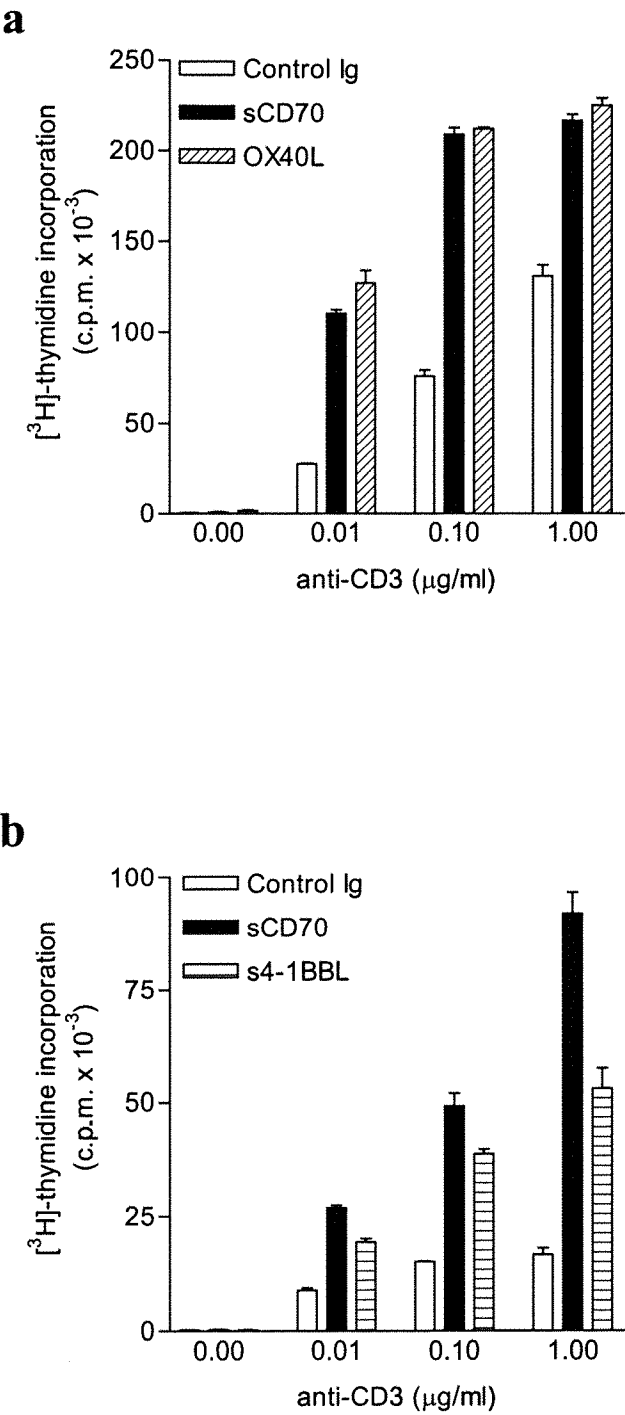 a
250
200
150
100
50
0
[³H]-thymidine incorporation
(c.p.m. x 10⁻³)
Control Ig
sCD70
OX40L
0.00 0.01 0.10 1.00
anti-CD3 (μg/ml)
b
100
75
50
25
0
[³H]-thymidine incorporation
(c.p.m. x 10⁻³)
Control Ig
sCD70
s4-1BBL
0.00 0.01 0.10 1.00
anti-CD3 (μg/ml)